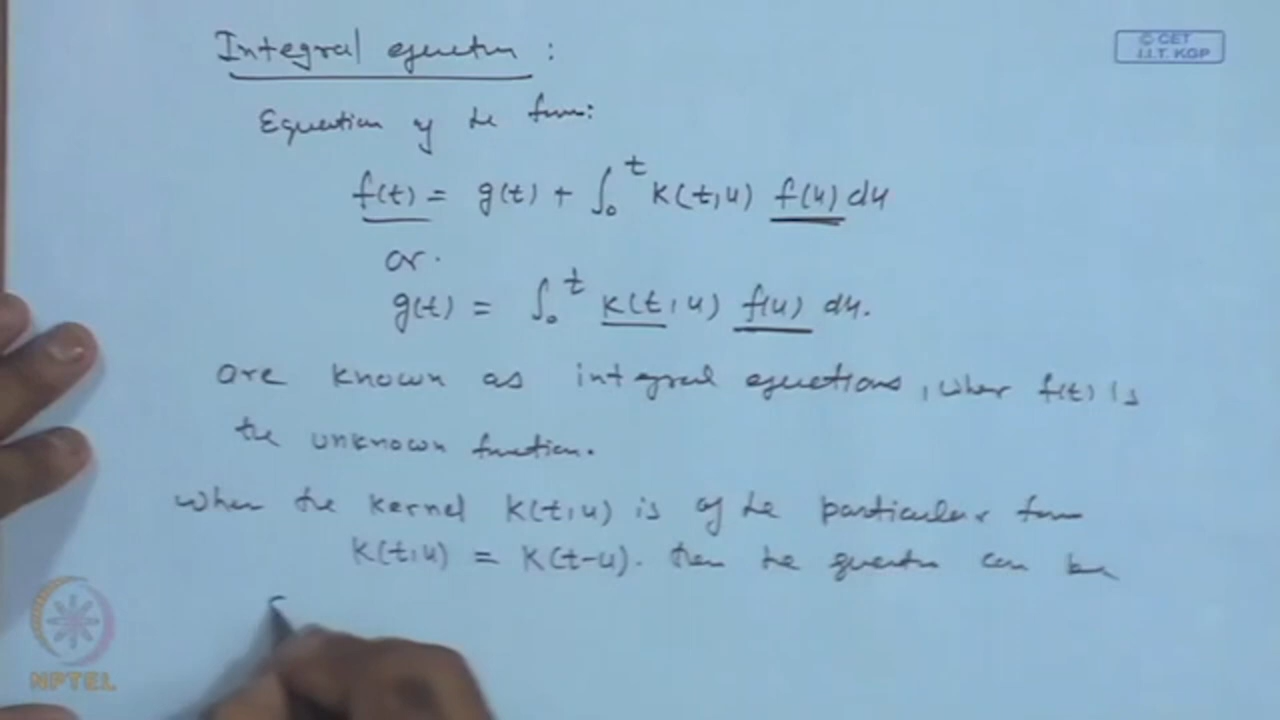 © CET
I.I.T. KGP
Integral equation :
Equation of the form:
f(t) = g(t) + ∫₀ᵗ K(t,u) f(u) du
or.
g(t) = ∫₀ᵗ K(t,u) f(u) du.
are known as integral equations, where f(t) is
the unknown function.
When the kernel K(t,u) is of the particular form
K(t,u) = K(t-u). then the equation can be
NPTEL